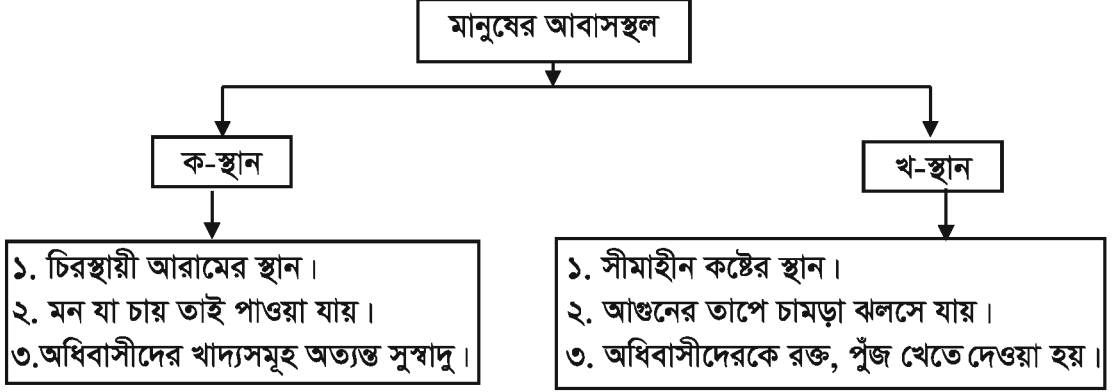 মানুষের আবাসস্থল
ক-স্থান
খ-স্থান
১. চিরস্থায়ী আরামের স্থান।
২. মন যা চায় তাই পাওয়া যায়।
৩.অধিবাসীদের খাদ্যসমূহ অত্যন্ত সুস্বাদু।
১. সীমাহীন কষ্টের স্থান।
২. আগুনের তাপে চামড়া ঝলসে যায়।
৩. অধিবাসীদেরকে রক্ত, পুঁজ খেতে দেওয়া হয়।